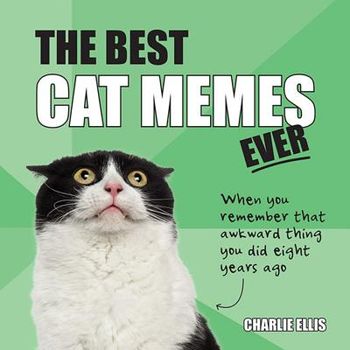 THE BEST
CAT MEMES
EVER
When you
remember that
awkward thing
you did eight
years ago
CHARLIE ELLIS